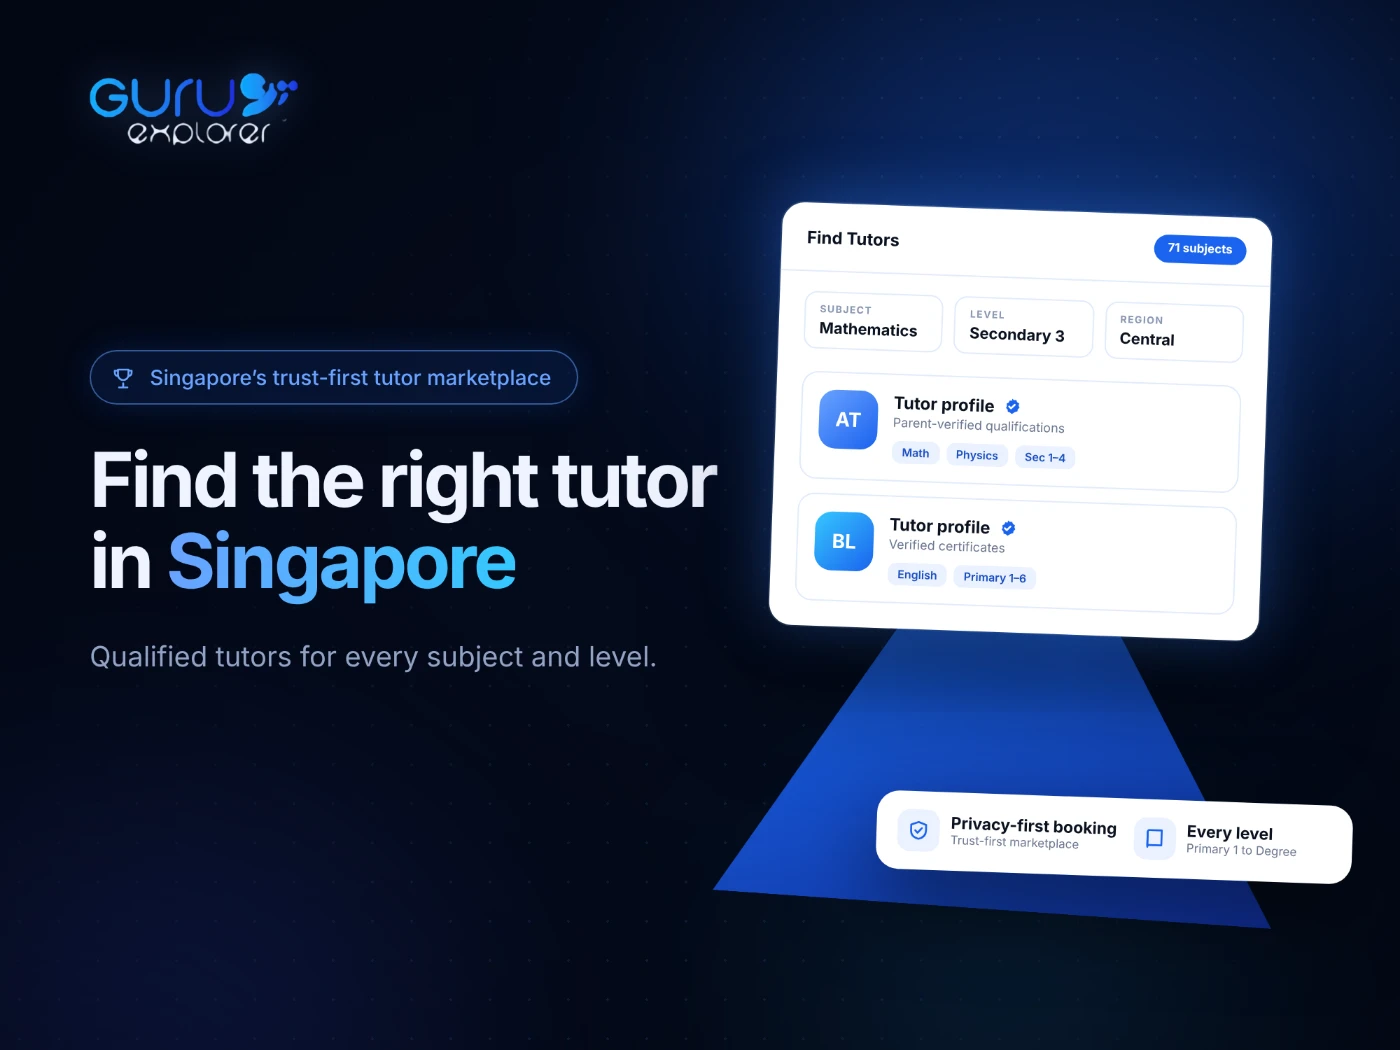 GURU
explorer
Singapore’s trust-first tutor marketplace
Find the right tutor
in Singapore
Qualified tutors for every subject and level.
Find Tutors
71 subjects
SUBJECT
Mathematics
LEVEL
Secondary 3
REGION
Central
AT
Tutor profile
Parent-verified qualifications
Math
Physics
Sec 1–4
BL
Tutor profile
Verified certificates
English
Primary 1–6
Privacy-first booking
Trust-first marketplace
Every level
Primary 1 to Degree